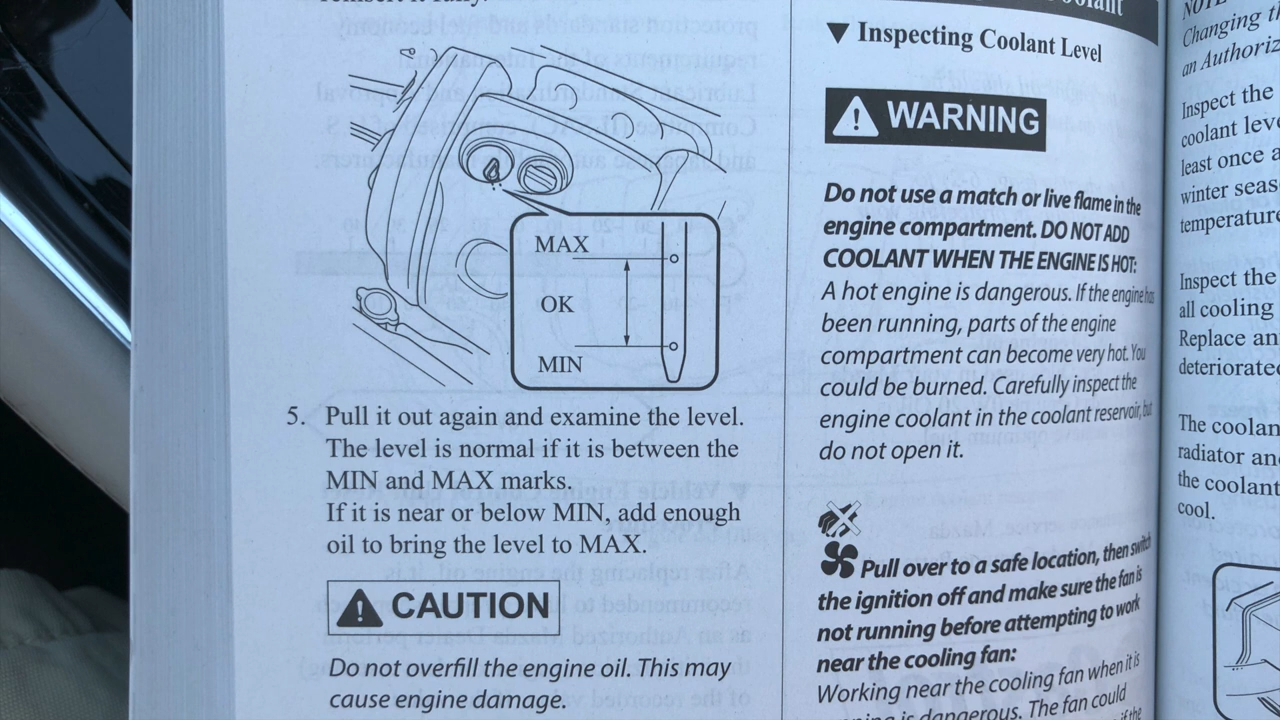 MAX
OK
MIN
5. Pull it out again and examine the level.
The level is normal if it is between the
MIN and MAX marks.
If it is near or below MIN, add enough
oil to bring the level to MAX.
CAUTION
Do not overfill the engine oil. This may
cause engine damage.
▼ Inspecting Coolant Level
WARNING
Do not use a match or live flame in the
engine compartment. DO NOT ADD
COOLANT WHEN THE ENGINE IS HOT:
A hot engine is dangerous. If the engine has
been running, parts of the engine
compartment can become very hot. You
could be burned. Carefully inspect the
engine coolant in the coolant reservoir, but
do not open it.
Pull over to a safe location, then switch
the ignition off and make sure the fan is
not running before attempting to work
near the cooling fan:
Working near the cooling fan when it is
is dangerous. The fan could
Changing
an
Inspect the
coolant
least once
winter
Inspect the
all cooling
Replace
The
radiator
the coolant
cool.